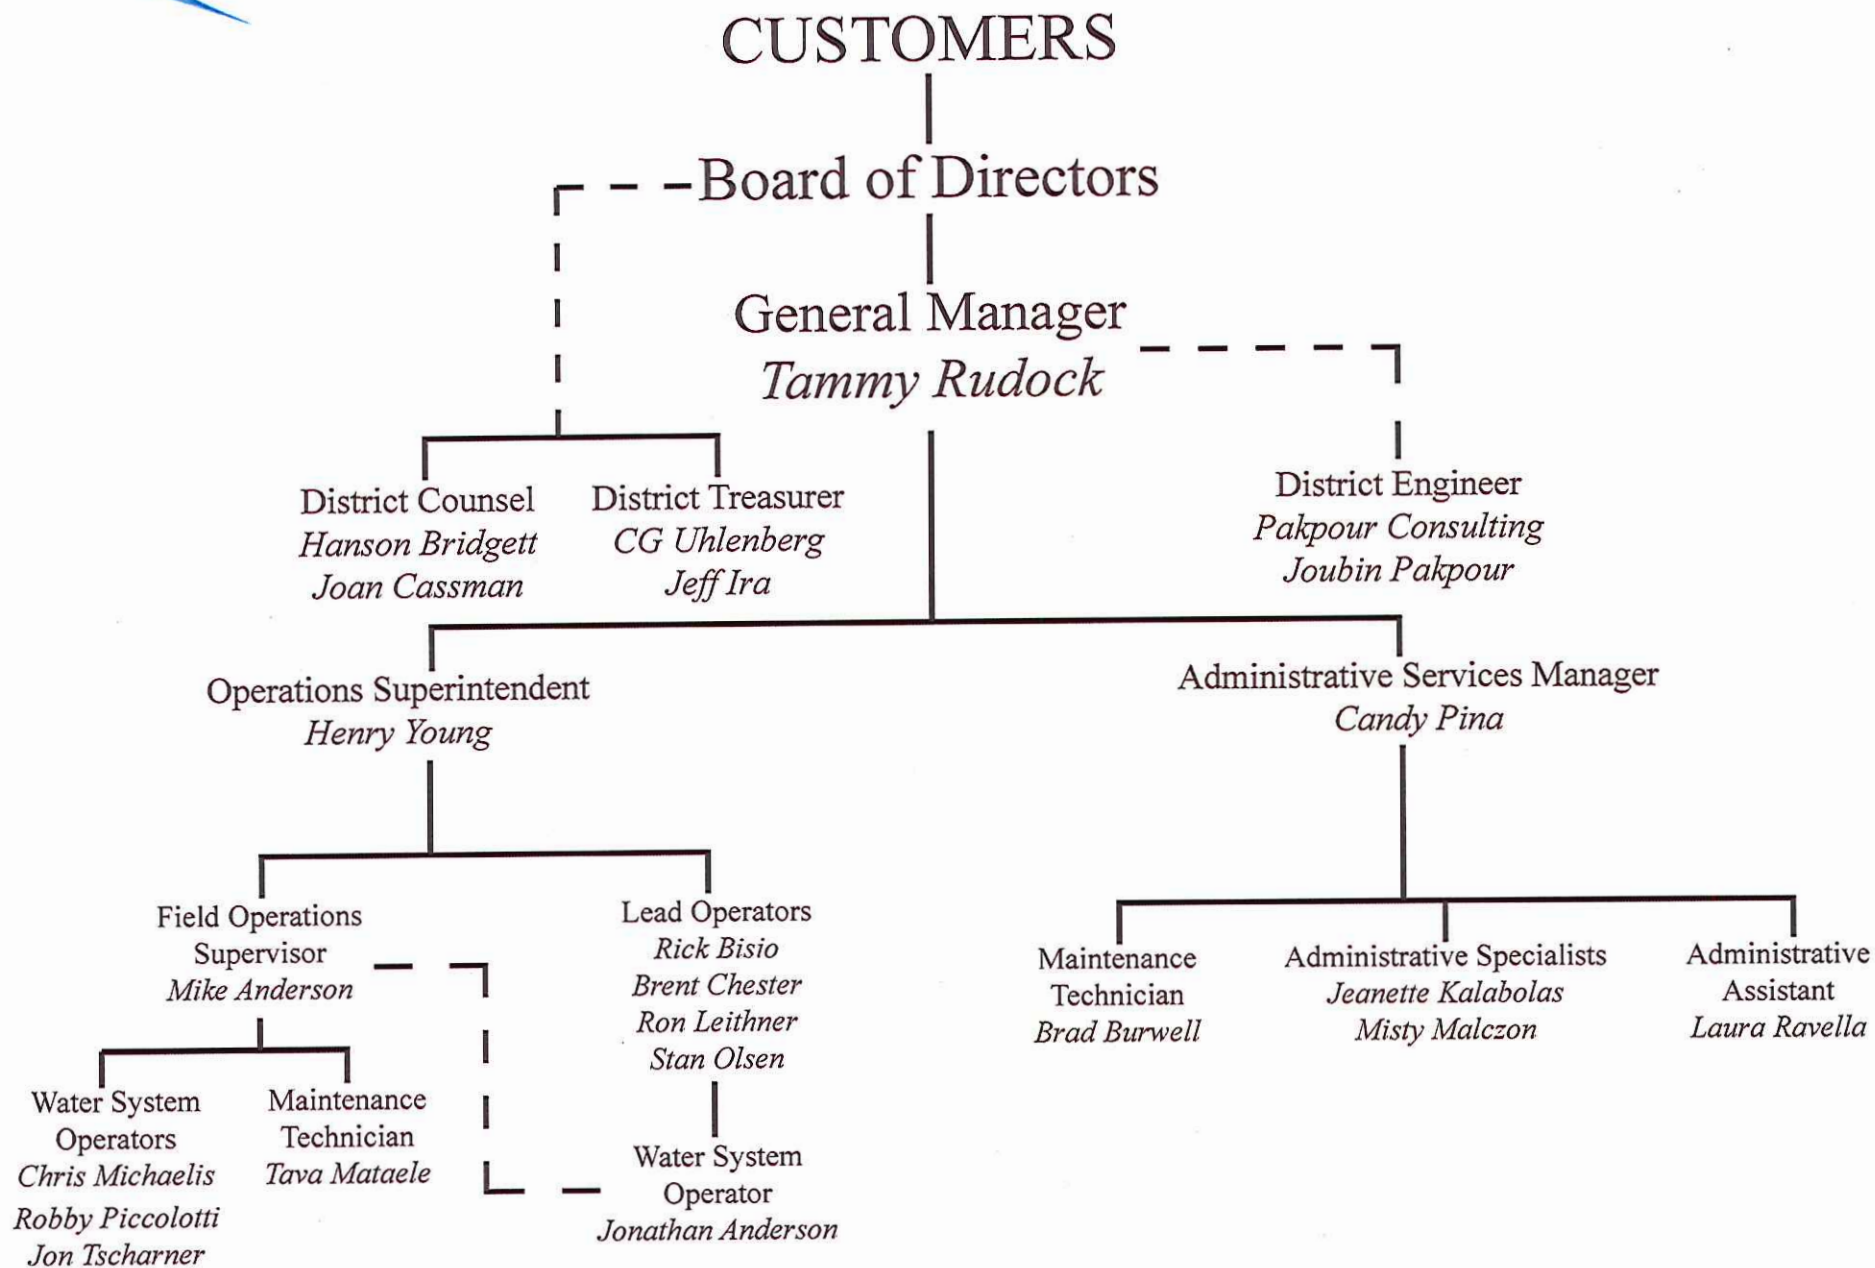 CUSTOMERS
Board of Directors
General Manager
Tammy Rudock
District Counsel
Hanson Bridgett
Joan Cassman
District Treasurer
CG Uhlenberg
Jeff Ira
District Engineer
Pakpour Consulting
Joubin Pakpour
Operations Superintendent
Henry Young
Administrative Services Manager
Candy Pina
Field Operations
Supervisor
Mike Anderson
Lead Operators
Rick Bisio
Brent Chester
Ron Leithner
Stan Olsen
Maintenance
Technician
Brad Burwell
Administrative Specialists
Jeanette Kalabolas
Misty Malczon
Administrative
Assistant
Laura Ravella
Water System
Operators
Chris Michaelis
Robby Piccolotti
Jon Tscharner
Maintenance
Technician
Tava Mataele
Water System
Operator
Jonathan Anderson